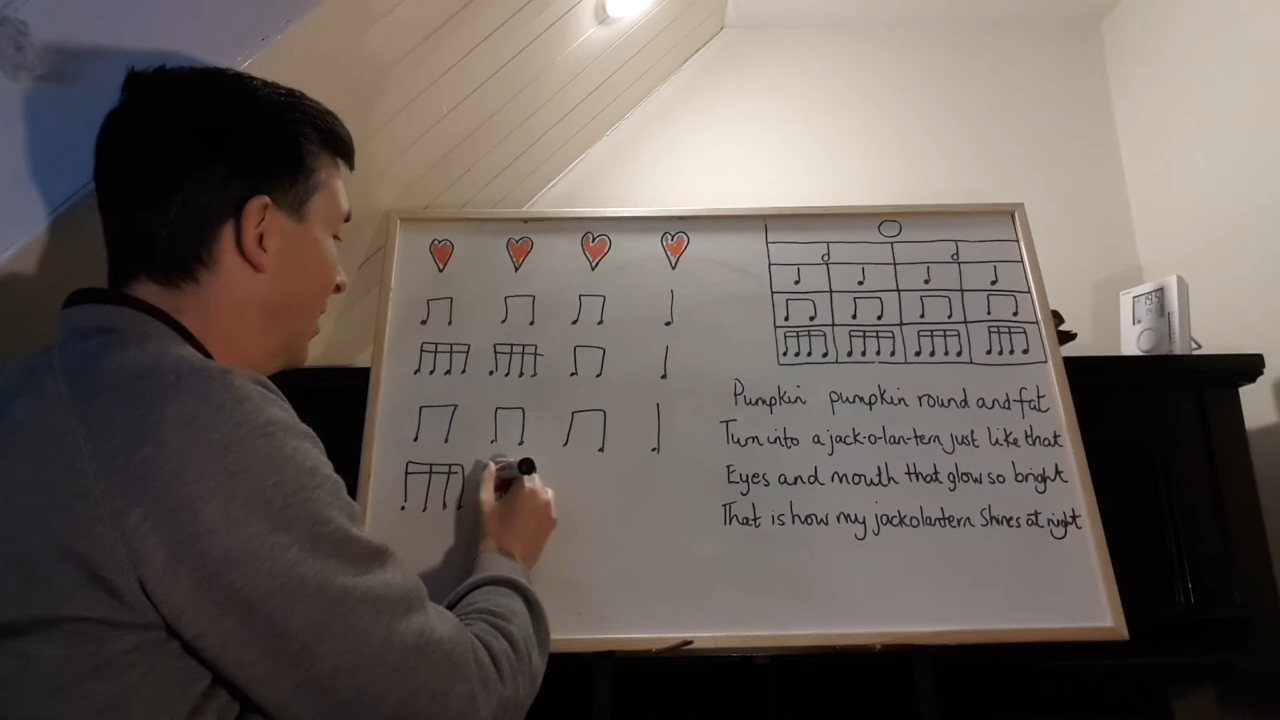 Pumpkin pumpkin round and fat
Turn into a jack-o-lan-tern just like that
Eyes and mouth that glow so bright
That is how my jackolantern shines at night